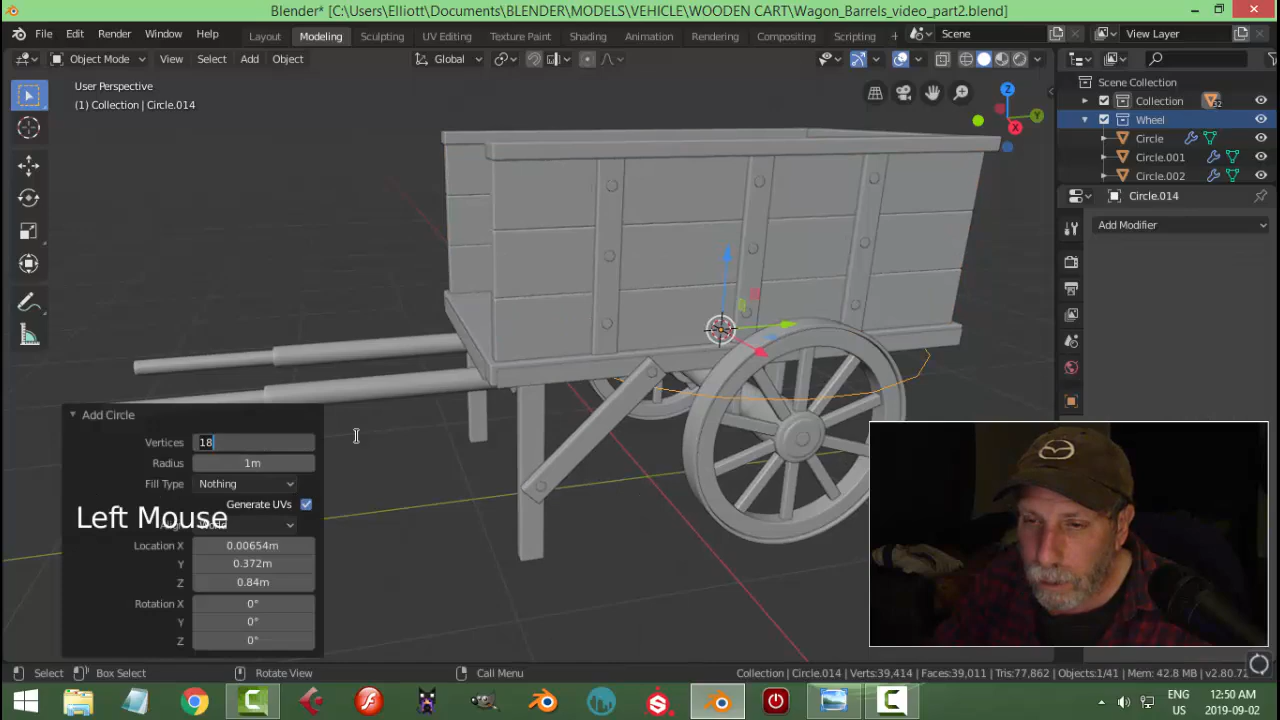 Blender* [C:\Users\Elliott\Documents\BLENDER\MODELS\VEHICLE\WOODEN CART\Wagon_Barrels_video_part2.blend]
File Edit Render Window Help Layout Modeling Sculpting UV Editing Texture Paint Shading Animation Rendering Compositing Scripting + Scene View Layer
Object Mode View Select Add Object Global
User Perspective
(1) Collection | Circle.014
Z
Y
X
Scene Collection
Collection 32
Wheel
Circle
Circle.001
Circle.002
Circle.014
Add Modifier
Add Circle
Vertices 18
Radius 1m
Fill Type Nothing
Generate UVs
Left Mouse
Location X 0.00654m
Y 0.372m
Z 0.84m
Rotation X 0°
Y 0°
Z 0°
Select Box Select Rotate View Call Menu Collection | Circle.014 | Verts:39,414 | Faces:39,011 | Tris:77,862 | Objects:1/41 | Mem: 42.8 MB | v2.80.7
ENG
US
12:50 AM
2019-09-02